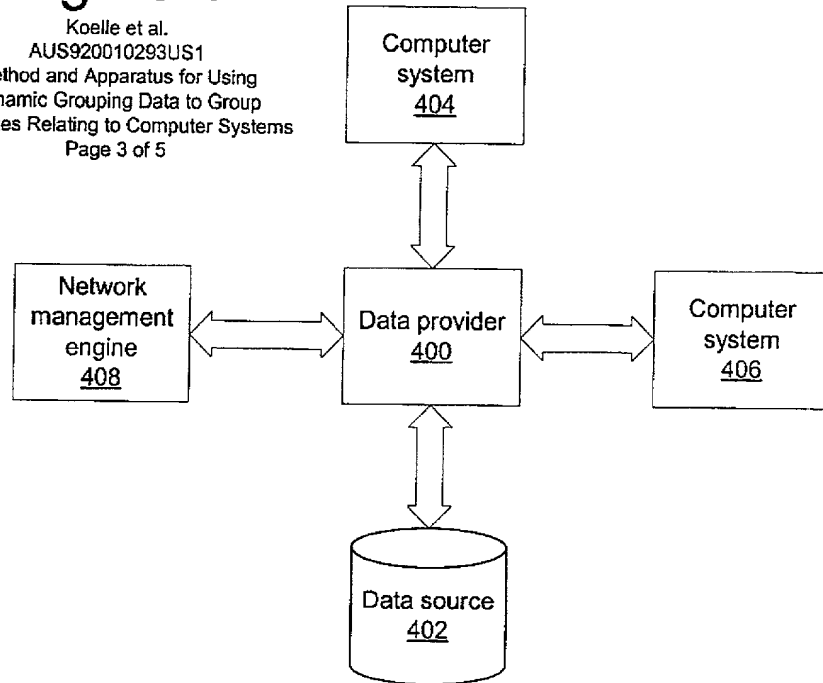 Koelle et al.
AUS920010293US1
ethod and Apparatus for Using
namic Grouping Data to Group
es Relating to Computer Systems
Page 3 of 5
Computer
system
404
Network
management
engine
408
Data provider
400
Computer
system
406
Data source
402